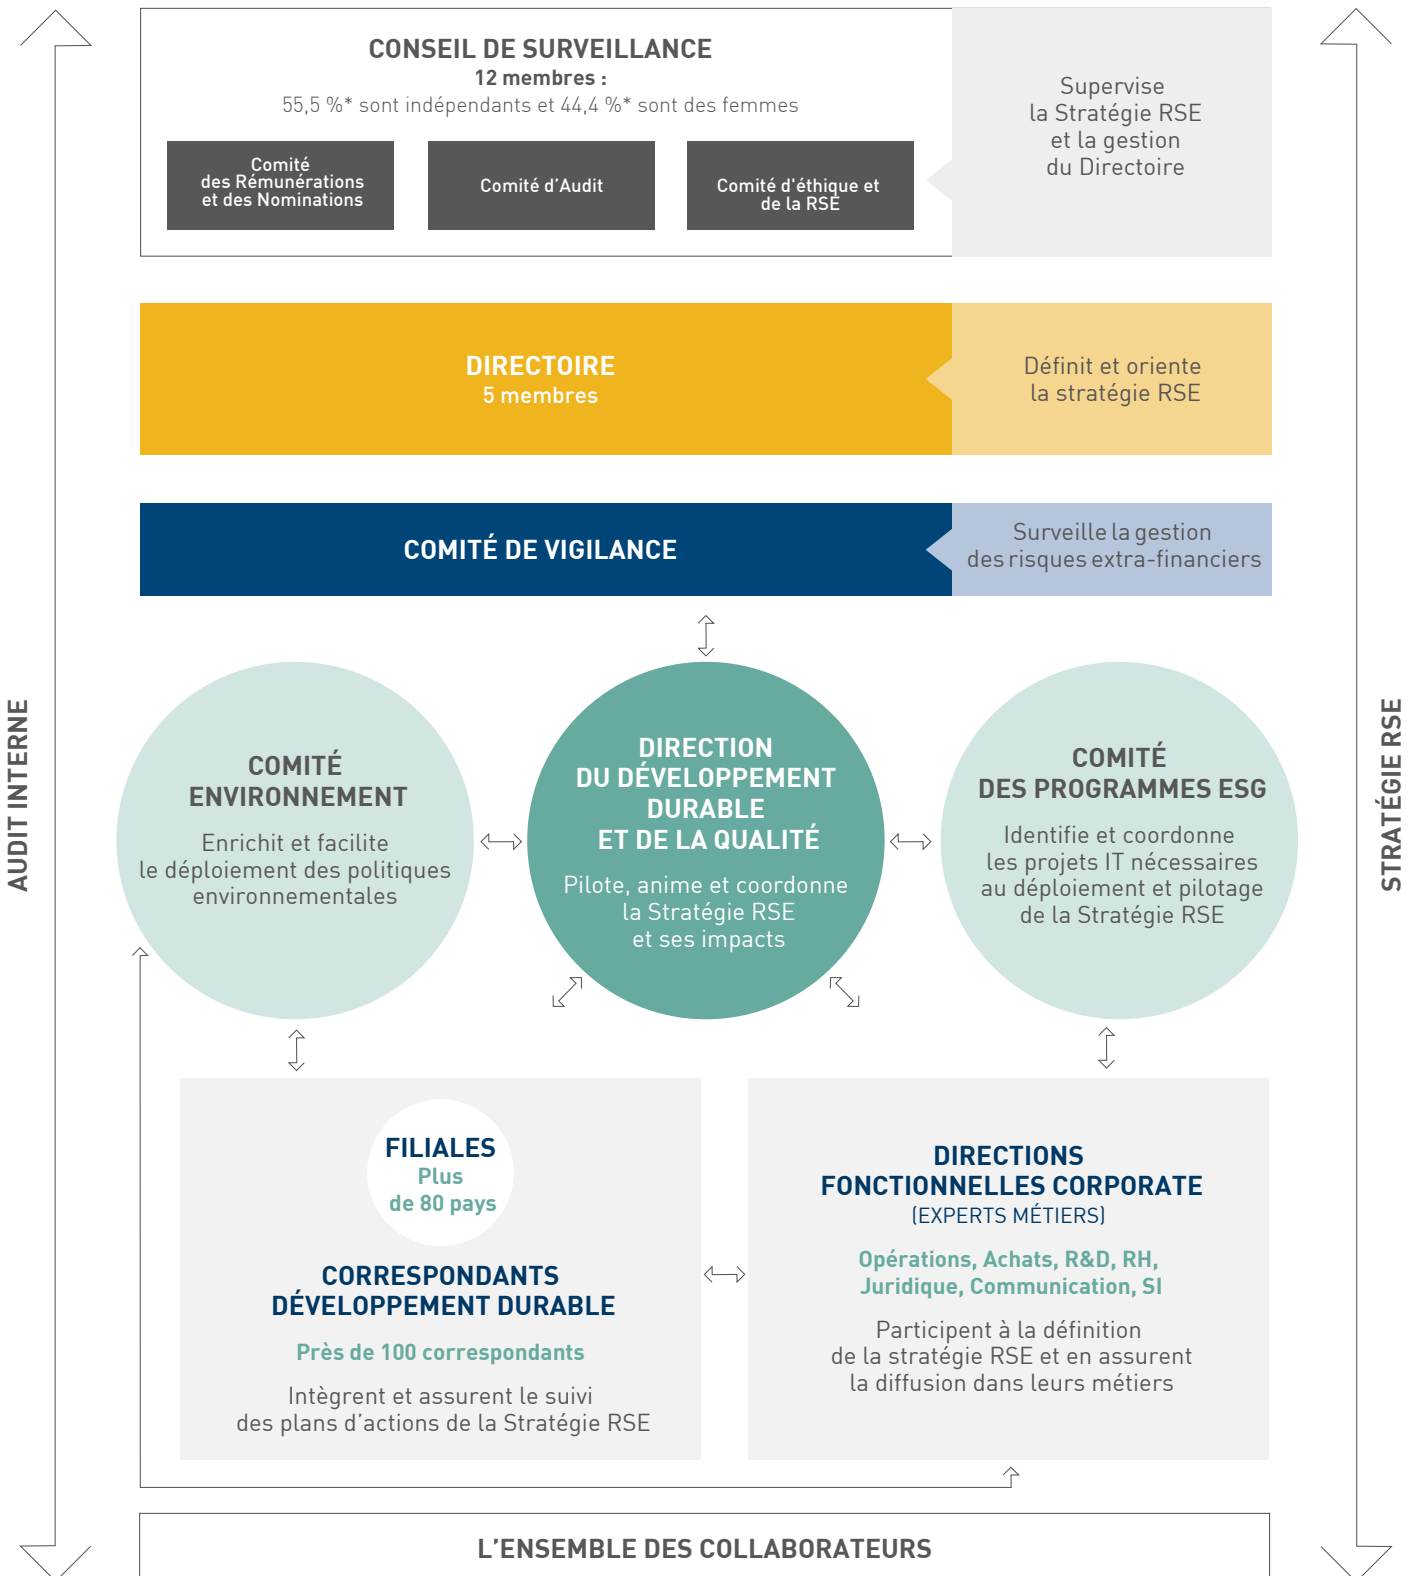 CONSEIL DE SURVEILLANCE
12 membres :
55,5 %* sont indépendants et 44,4 %* sont des femmes
Comité
des Rémunérations
et des Nominations
Comité d’Audit
Comité d'éthique et
de la RSE
Supervise
la Stratégie RSE
et la gestion
du Directoire
DIRECTOIRE
5 membres
Définit et oriente
la stratégie RSE
COMITÉ DE VIGILANCE
Surveille la gestion
des risques extra-financiers
AUDIT INTERNE
STRATÉGIE RSE
COMITÉ
ENVIRONNEMENT
Enrichit et facilite
le déploiement des politiques
environnementales
DIRECTION
DU DÉVELOPPEMENT
DURABLE
ET DE LA QUALITÉ
Pilote, anime et coordonne
la Stratégie RSE
et ses impacts
COMITÉ
DES PROGRAMMES ESG
Identifie et coordonne
les projets IT nécessaires
au déploiement et pilotage
de la Stratégie RSE
FILIALES
Plus
de 80 pays
CORRESPONDANTS
DÉVELOPPEMENT DURABLE
Près de 100 correspondants
Intègrent et assurent le suivi
des plans d’actions de la Stratégie RSE
DIRECTIONS
FONCTIONNELLES CORPORATE
(EXPERTS MÉTIERS)
Opérations, Achats, R&D, RH,
Juridique, Communication, SI
Participent à la définition
de la stratégie RSE et en assurent
la diffusion dans leurs métiers
L’ENSEMBLE DES COLLABORATEURS